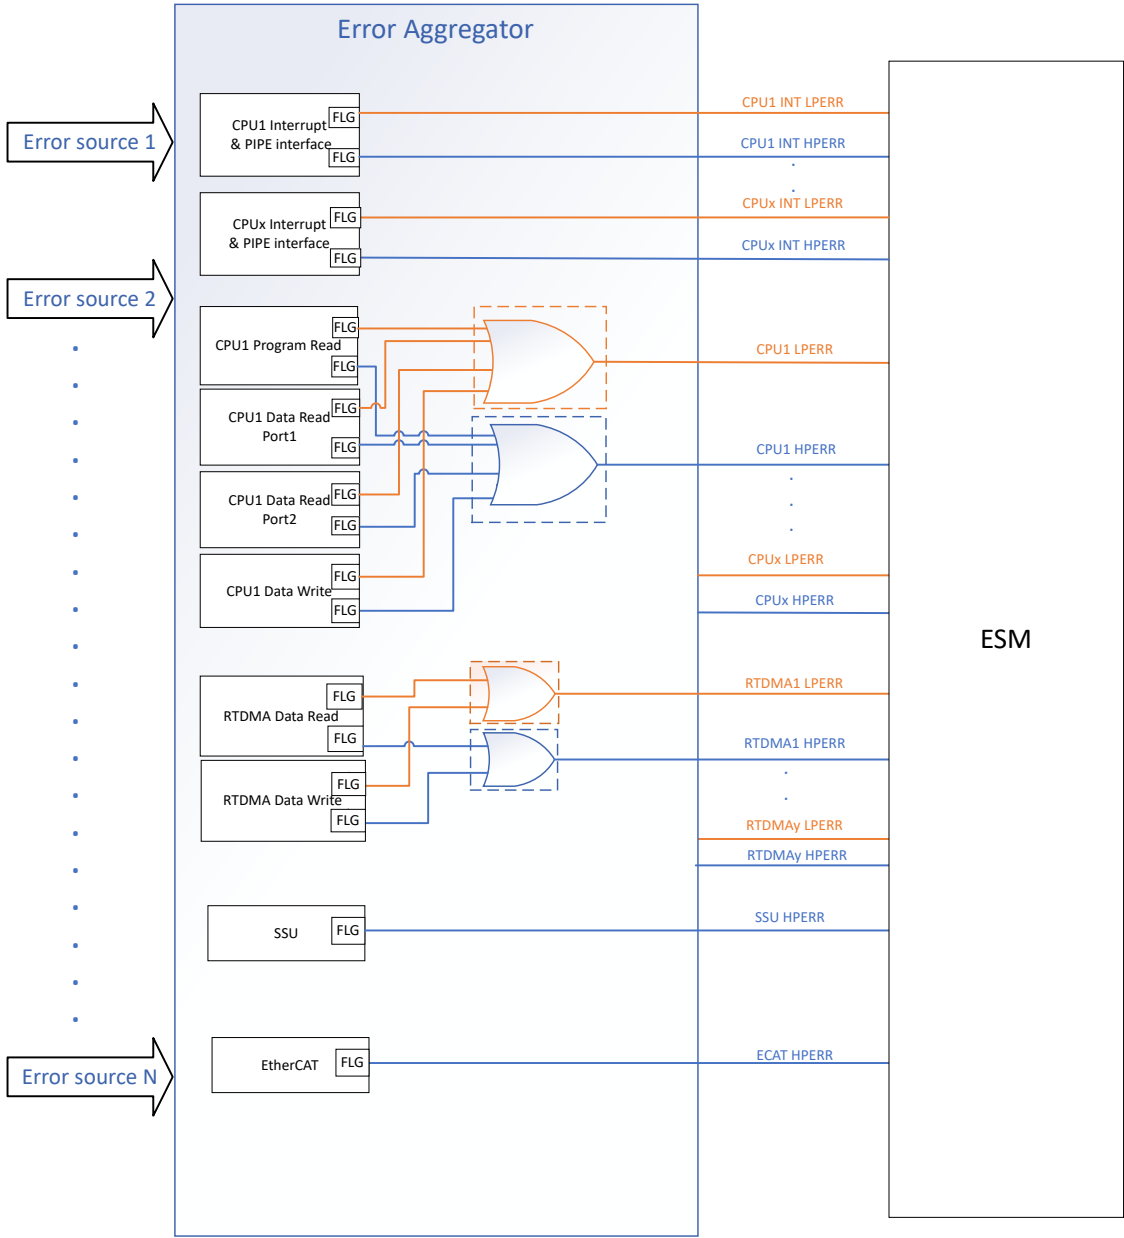 Error Aggregator
Error source 1
CPU1 Interrupt
& PIPE interface
FLG
FLG
CPU1 INT LPERR
CPU1 INT HPERR
CPUx Interrupt
& PIPE interface
FLG
FLG
CPUx INT LPERR
CPUx INT HPERR
Error source 2
CPU1 Program Read
FLG
FLG
CPU1 LPERR
CPU1 Data Read
Port1
FLG
FLG
CPU1 HPERR
CPU1 Data Read
Port2
FLG
FLG
CPU1 Data Write
FLG
FLG
CPUx LPERR
CPUx HPERR
ESM
RTDMA Data Read
FLG
FLG
RTDMA1 LPERR
RTDMA1 HPERR
RTDMA Data Write
FLG
FLG
RTDMAy LPERR
RTDMAy HPERR
SSU
FLG
SSU HPERR
EtherCAT
FLG
ECAT HPERR
Error source N